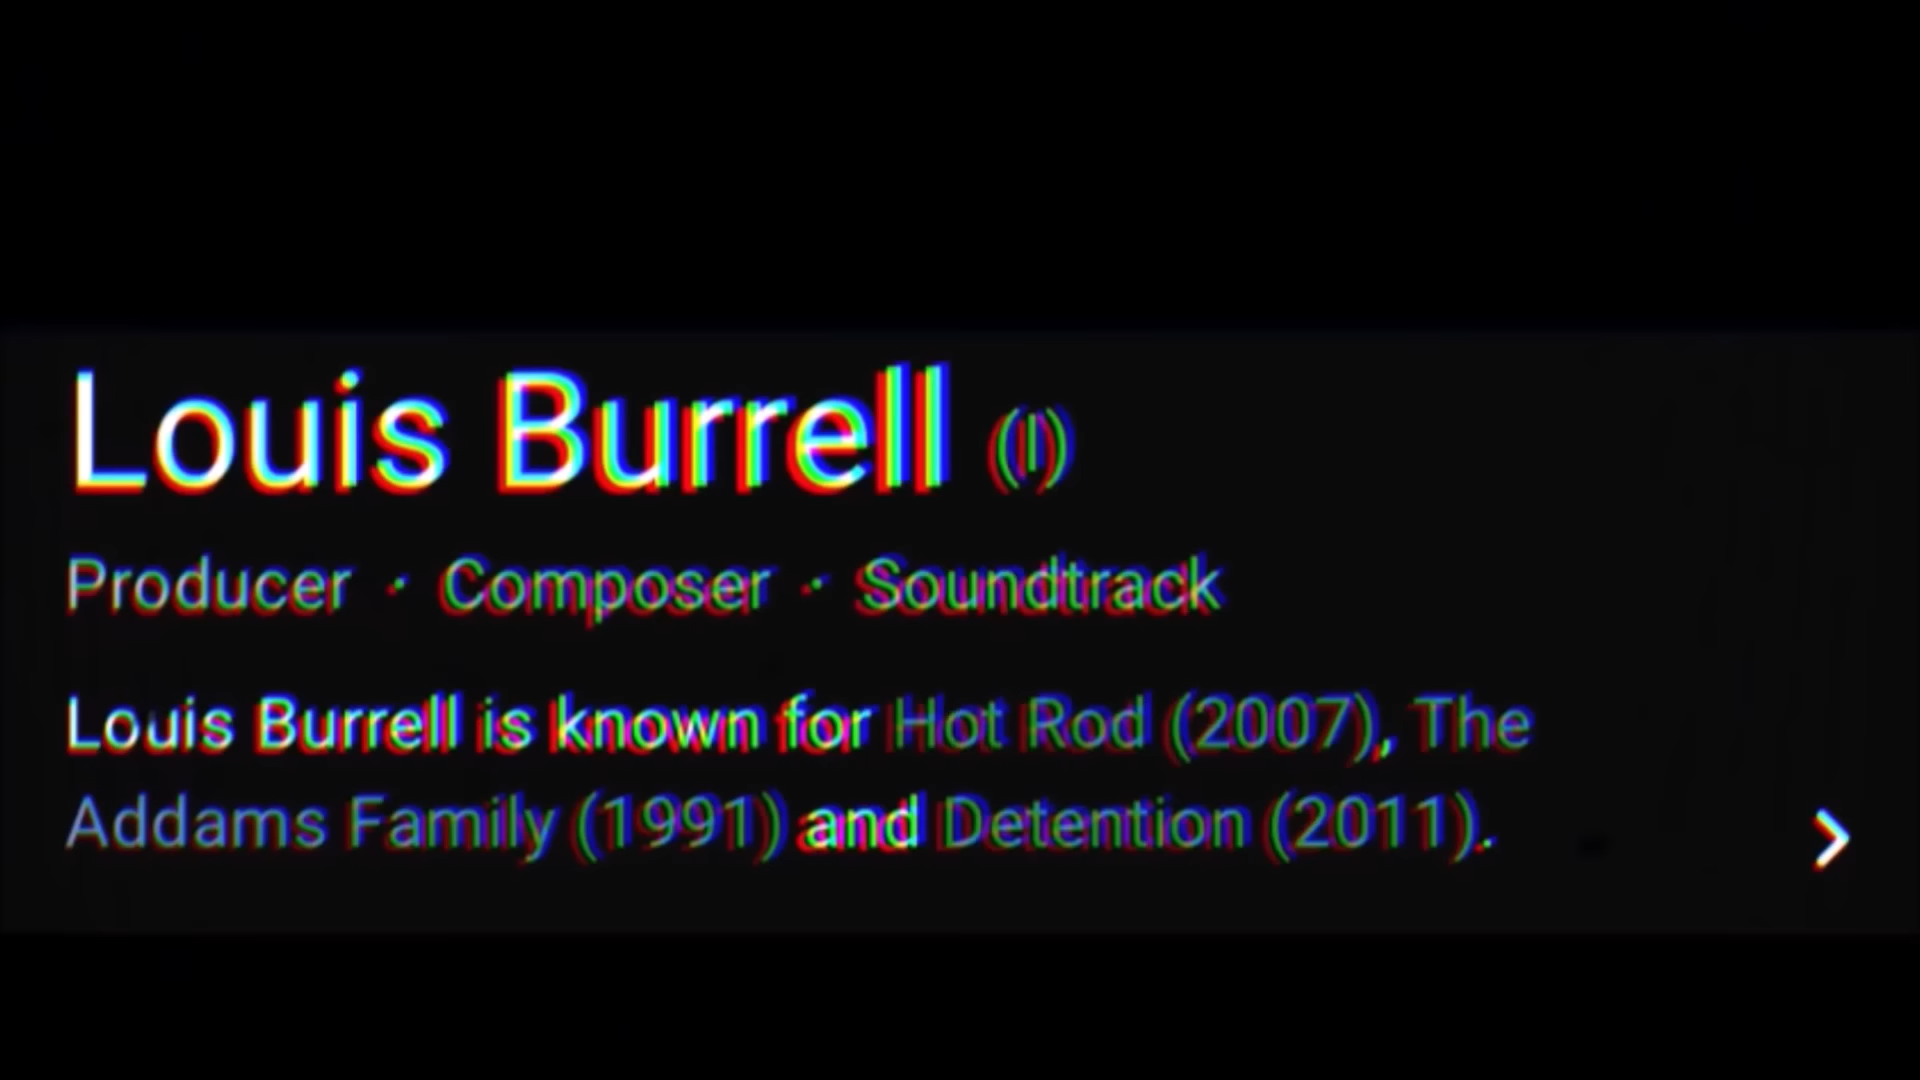 Louis Burrell (I)
Producer · Composer · Soundtrack
Louis Burrell is known for Hot Rod (2007), The
Addams Family (1991) and Detention (2011).